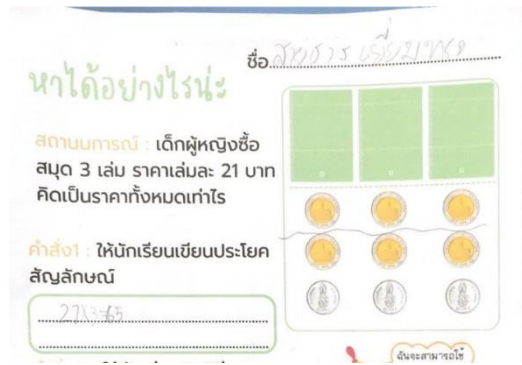 ชื่อ
หาได้อย่างไรน่ะ
สถานนการณ์ : เด็กผู้หญิงซื้อ
สมุด 3 เล่ม ราคาเล่มละ 21 บาท
คิดเป็นราคาทั้งหมดเท่าไร
คำสั่ง1 : ให้นักเรียนเขียนประโยค
สัญลักษณ์
ฉันจะสามารถใช้